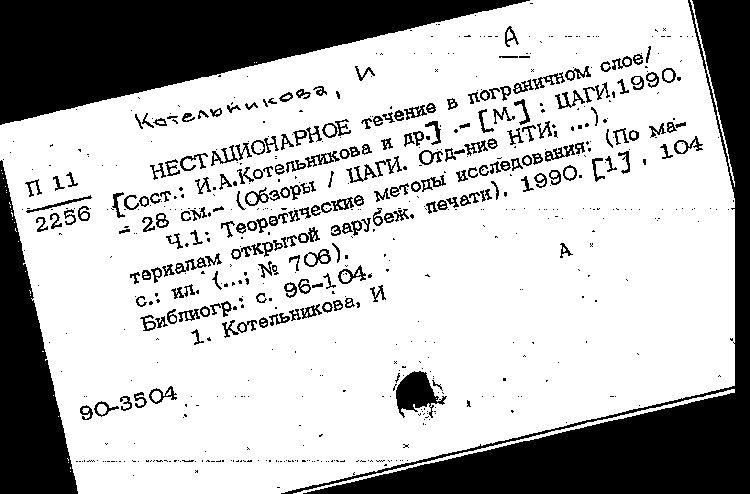 А
Котельникова, И
НЕСТАЦИОНАРНОЕ течение в пограничном слое/
П 11
2256
[Сост.: И.А.Котельникова и др.] .- [М.] : ЦАГИ,1990.
- 28 см.- (Обзоры / ЦАГИ. Отд-ние НТИ; ...).
Ч.1: Теоретические методы исследования: (По ма-
териалам открытой зарубеж. печати), 1990. [1] , 104
с.: ил. (...; № 706).
Библиогр.: с. 96-104.
А
1. Котельникова, И
90-3504